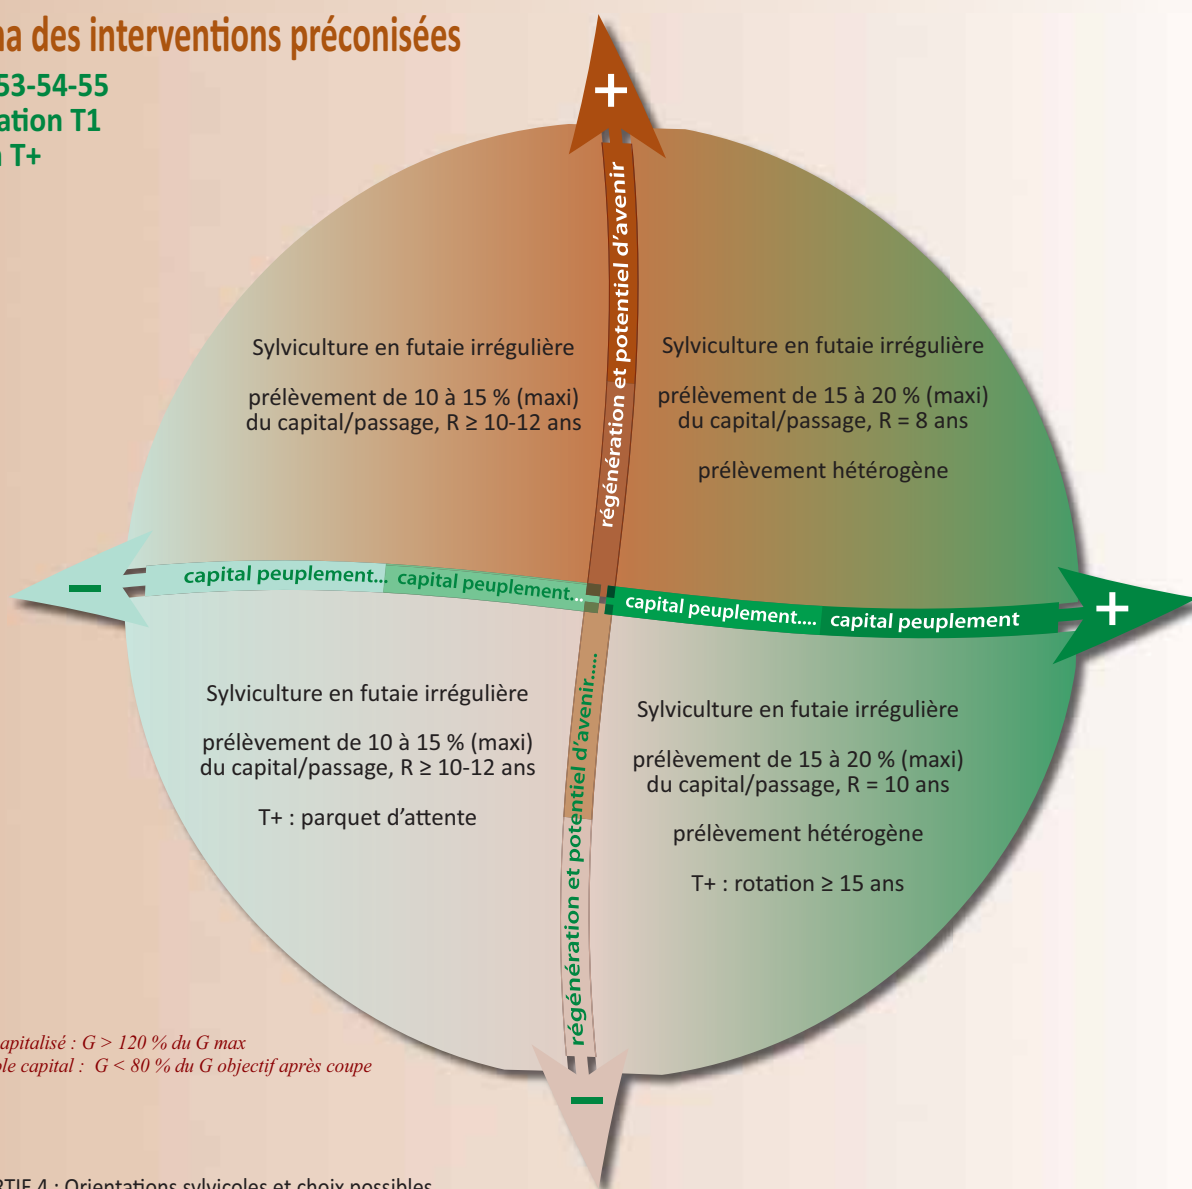 des interventions préconisées
53-54-55
T1
T+
+
régénération et potentiel d'avenir
Sylviculture en futaie irrégulière
prélèvement de 10 à 15 % (maxi)
du capital/passage, R ≥ 10-12 ans
Sylviculture en futaie irrégulière
prélèvement de 15 à 20 % (maxi)
du capital/passage, R = 8 ans
prélèvement hétérogène
−
capital peuplement... capital peuplement... capital peuplement.... capital peuplement
+
Sylviculture en futaie irrégulière
prélèvement de 10 à 15 % (maxi)
du capital/passage, R ≥ 10-12 ans
T+ : parquet d'attente
régénération et potentiel d'avenir.....
Sylviculture en futaie irrégulière
prélèvement de 15 à 20 % (maxi)
du capital/passage, R = 10 ans
prélèvement hétérogène
T+ : rotation ≥ 15 ans
−
apitalisé : G > 120 % du G max
capital : G < 80 % du G objectif après coupe
4 : Orientations sylvicoles et choix possibles